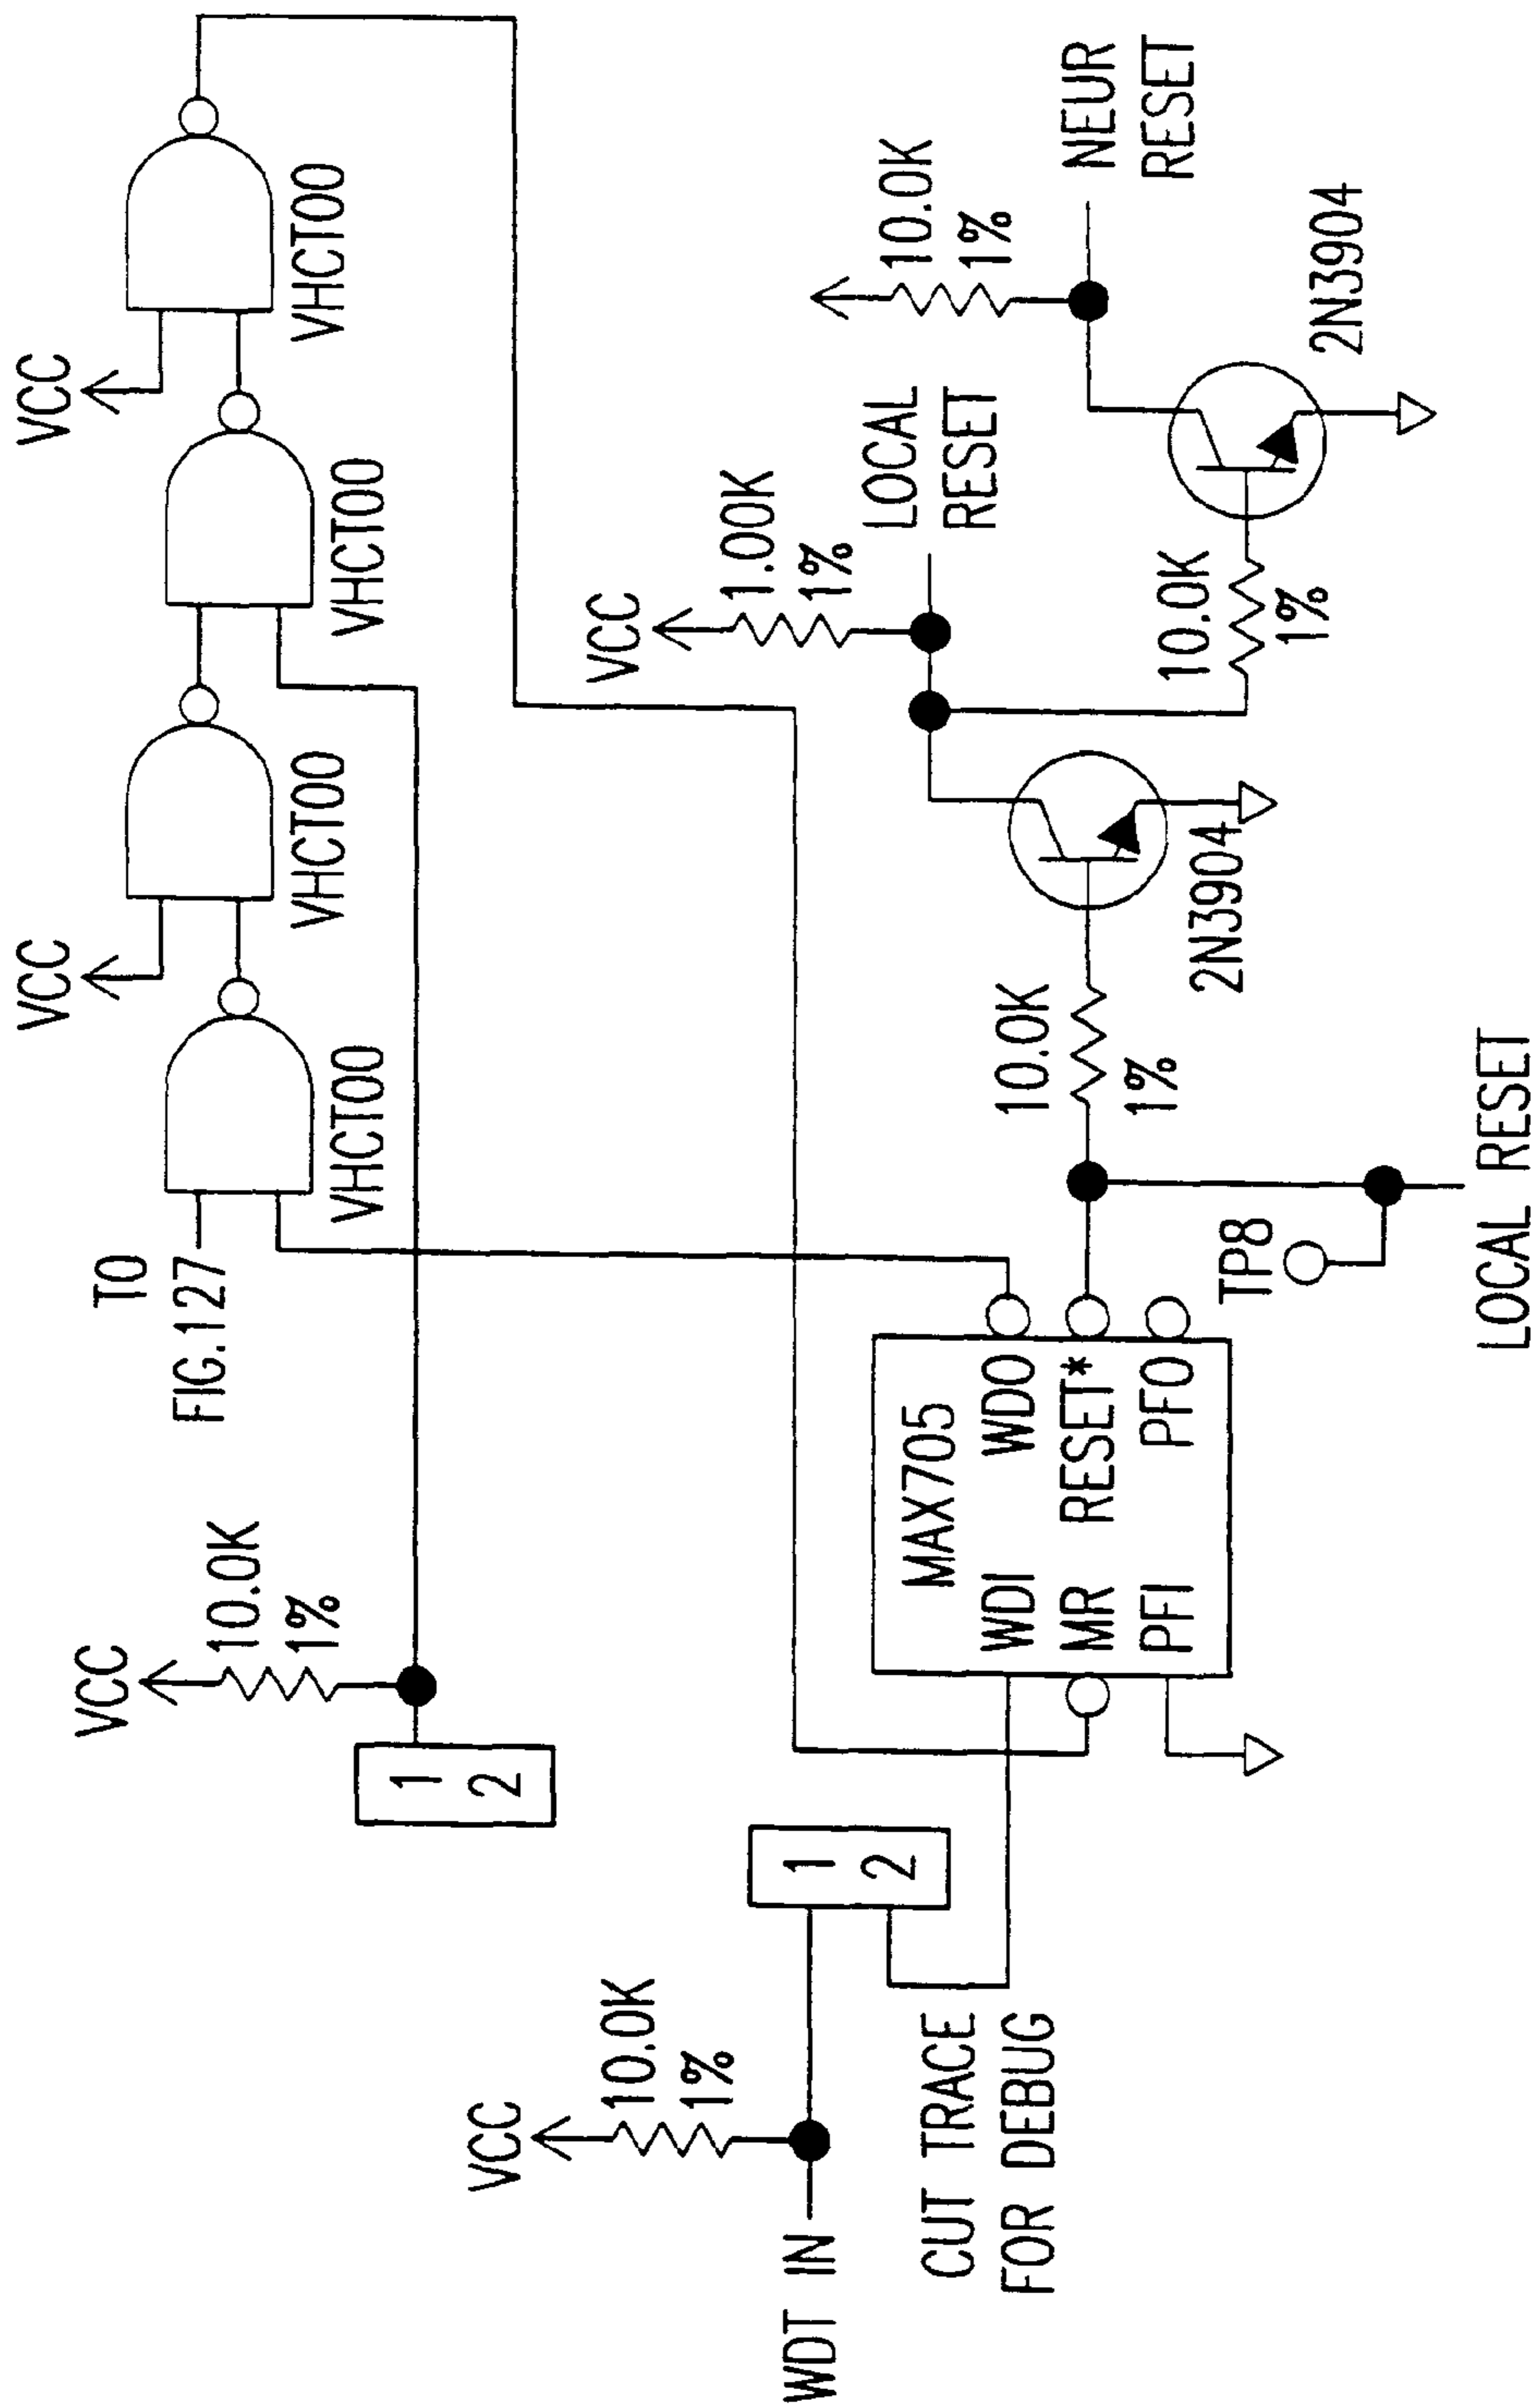 VCC
VCC
TO
FIG.127
VHCT00
VHCT00
VHCT00
VHCT00
VCC
10.0K
1%
1
2
VCC
10.0K
1%
WDT IN
1
2
CUT TRACE
FOR DEBUG
MAX705
WDI
WDO
MR
RESET*
PFI
PFO
TP8
LOCAL RESET
10.0K
1%
2N3904
VCC
1.00K
1%
LOCAL
RESET
10.0K
1%
10.0K
1%
NEUR
RESET
2N3904